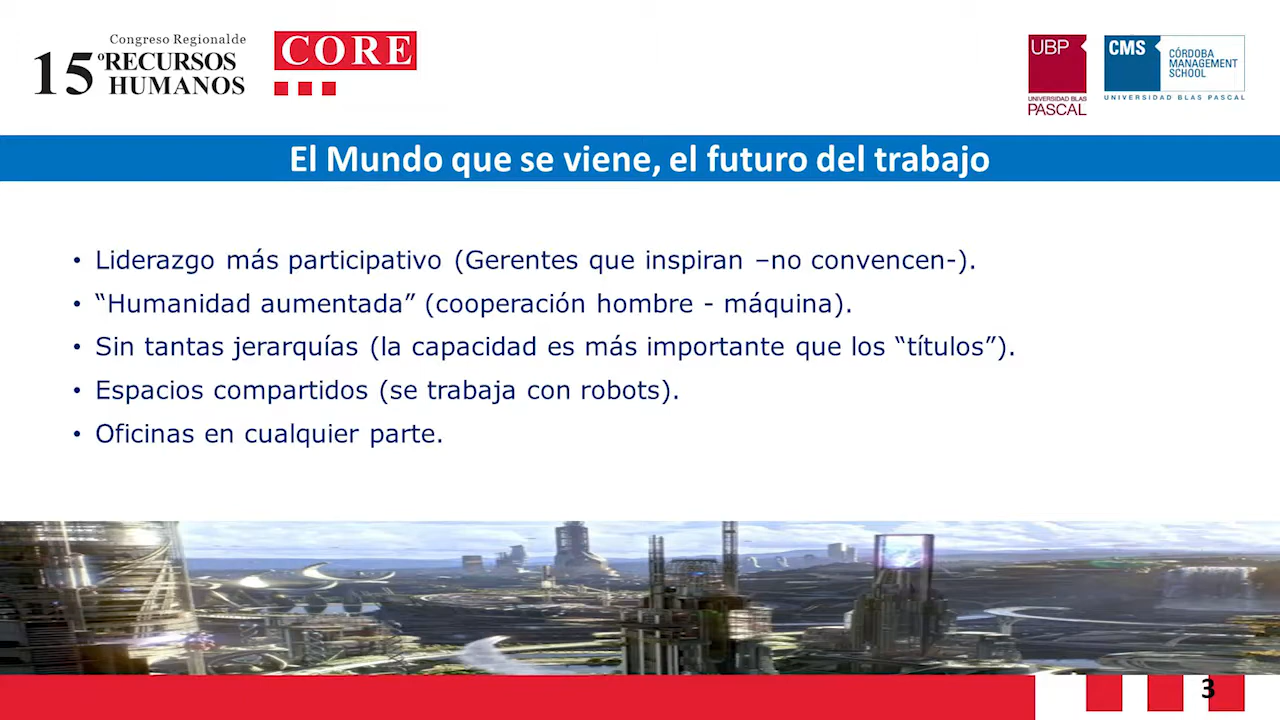 Congreso Regional de
15º RECURSOS
HUMANOS
CORE
UBP
UNIVERSIDAD BLAS
PASCAL
CMS
CÓRDOBA
MANAGEMENT
SCHOOL
UNIVERSIDAD BLAS PASCAL
El Mundo que se viene, el futuro del trabajo
• Liderazgo más participativo (Gerentes que inspiran –no convencen-).
• “Humanidad aumentada” (cooperación hombre - máquina).
• Sin tantas jerarquías (la capacidad es más importante que los “títulos”).
• Espacios compartidos (se trabaja con robots).
• Oficinas en cualquier parte.
3